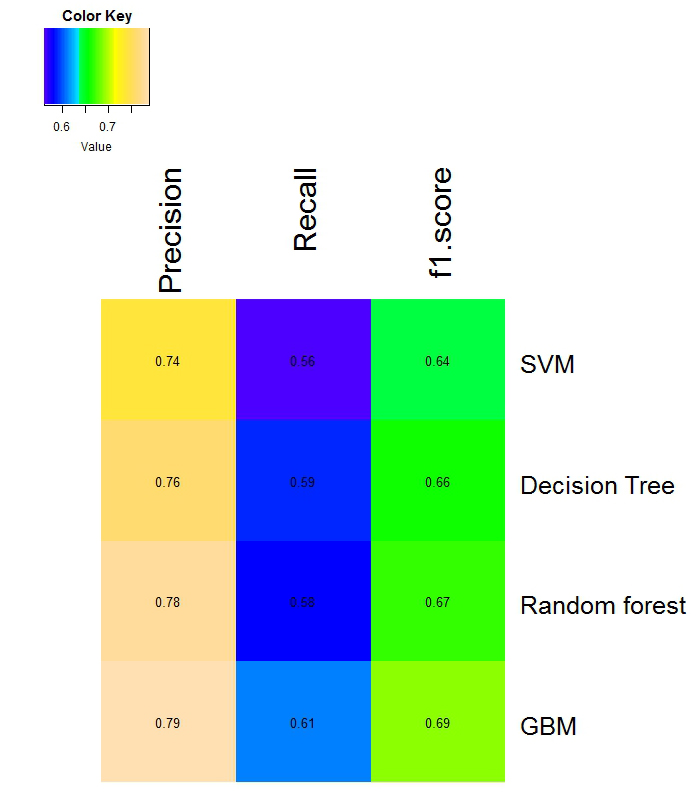 Color Key
0.6 0.7
Value
Precision Recall f1.score
0.74 0.56 0.64 SVM
0.76 0.59 0.66 Decision Tree
0.78 0.58 0.67 Random forest
0.79 0.61 0.69 GBM